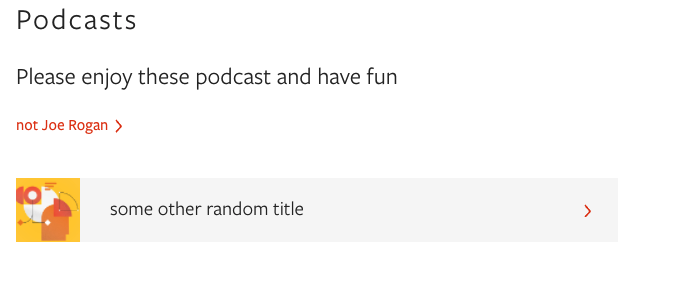 Podcasts
Please enjoy these podcast and have fun
not Joe Rogan
some other random title